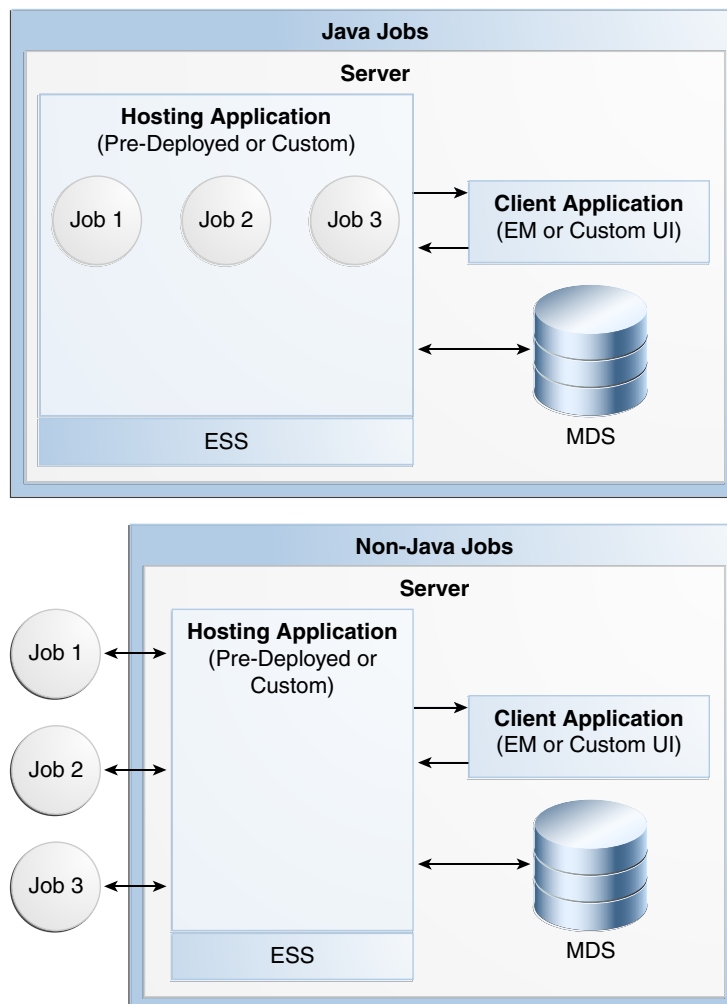 Java Jobs
Server
Hosting Application
(Pre-Deployed or Custom)
Job 1
Job 2
Job 3
Client Application
(EM or Custom UI)
MDS
ESS
Non-Java Jobs
Server
Hosting Application
(Pre-Deployed or
Custom)
Job 1
Job 2
Job 3
Client Application
(EM or Custom UI)
MDS
ESS